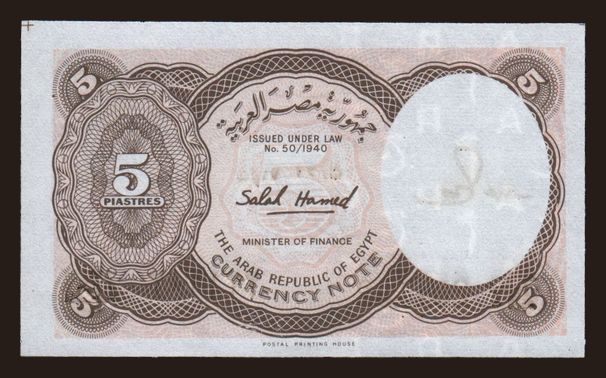 5
5
جمهورية مصر العربية
ISSUED UNDER LAW
No. 50/1940
5
PIASTRES
Salah Hamed
MINISTER OF FINANCE
THE ARAB REPUBLIC OF EGYPT
CURRENCY NOTE
5
5
POSTAL PRINTING HOUSE